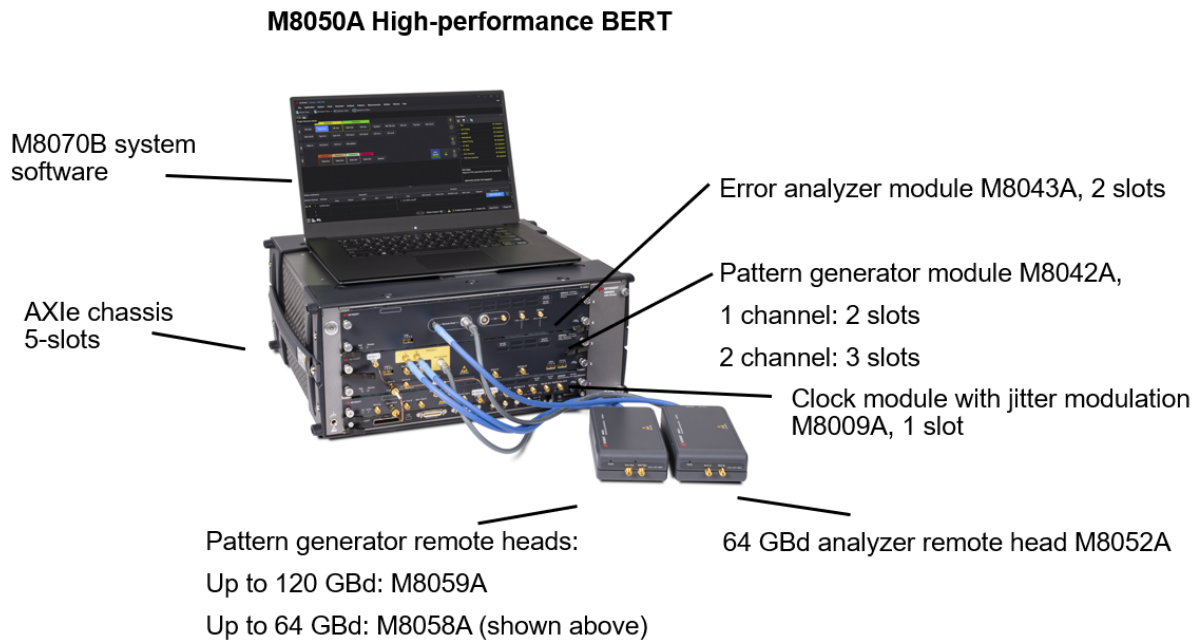 M8050A High-performance BERT
M8070B system
software
AXIe chassis
5-slots
Error analyzer module M8043A, 2 slots
Pattern generator module M8042A,
1 channel: 2 slots
2 channel: 3 slots
Clock module with jitter modulation
M8009A, 1 slot
Pattern generator remote heads:
Up to 120 GBd: M8059A
Up to 64 GBd: M8058A (shown above)
64 GBd analyzer remote head M8052A